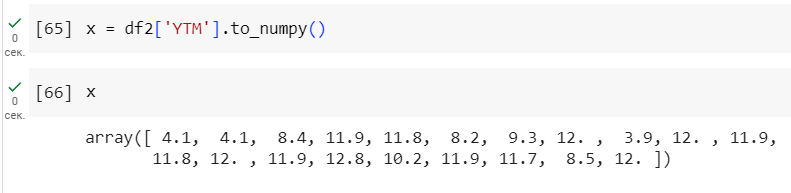 [65] x = df2['YTM'].to_numpy()
0
сек.
[66] x
0
сек.
array([ 4.1,  4.1,  8.4, 11.9, 11.8,  8.2,  9.3, 12. ,  3.9, 12. , 11.9,
11.8, 12. , 11.9, 12.8, 10.2, 11.9, 11.7,  8.5, 12. ])